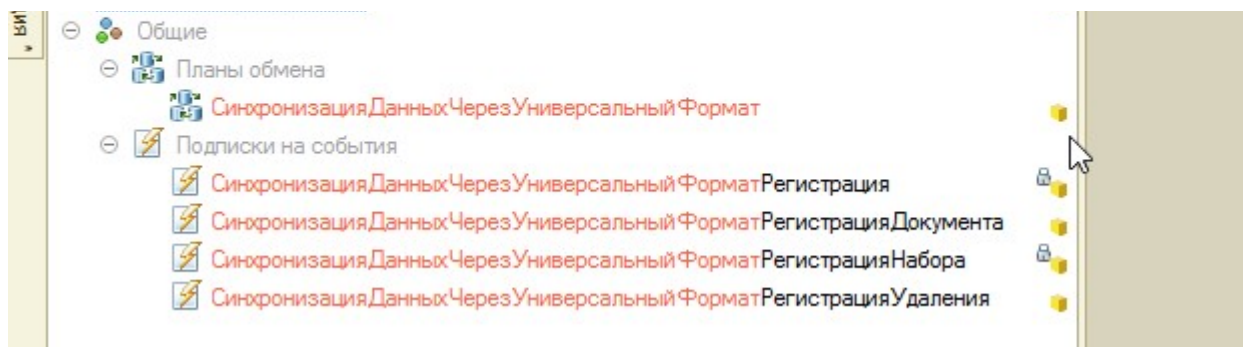 Общие
Планы обмена
СинхронизацияДанныхЧерезУниверсальныйФормат
Подписки на события
СинхронизацияДанныхЧерезУниверсальныйФорматРегистрация
СинхронизацияДанныхЧерезУниверсальныйФорматРегистрацияДокумента
СинхронизацияДанныхЧерезУниверсальныйФорматРегистрацияНабора
СинхронизацияДанныхЧерезУниверсальныйФорматРегистрацияУдаления